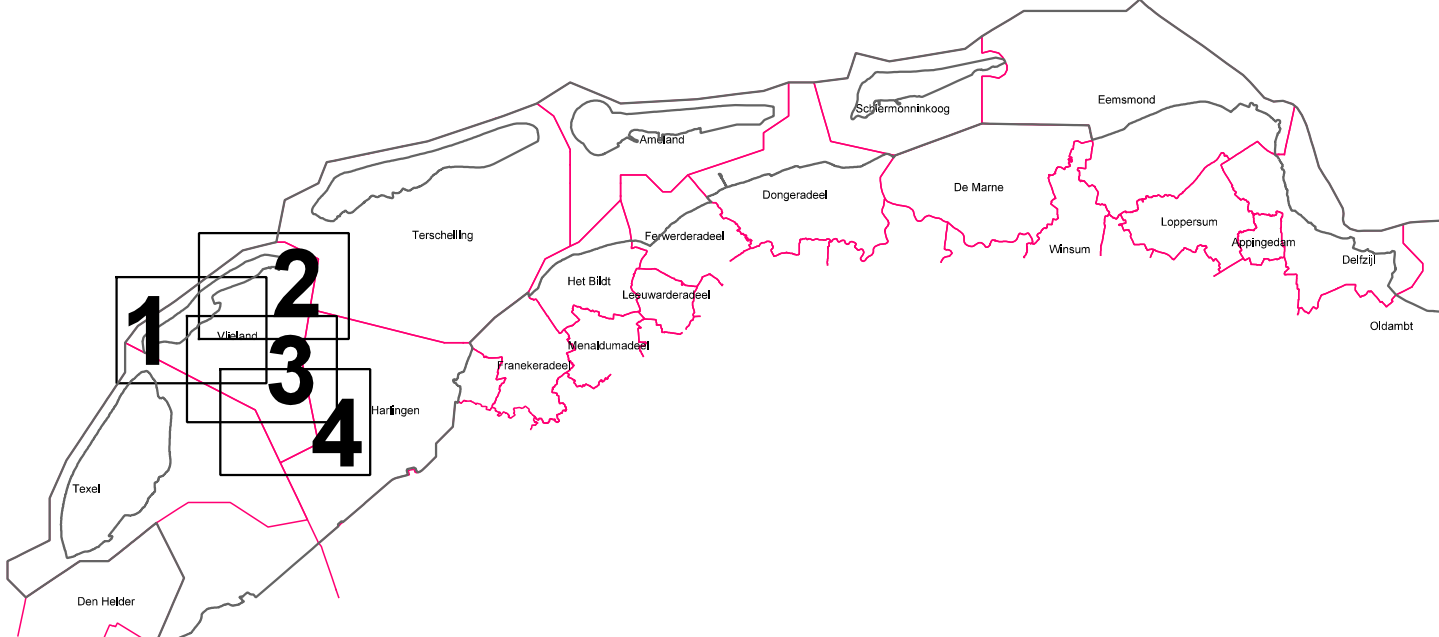 Eemsmond
Schiermonninkoog
Ameland
De Marne
Dongeradeel
Loppersum
Terschelling
Ferwerderadeel
Appingedam
Winsum
Delfzijl
2
Het Bildt
Leeuwarderadeel
1
Oldambt
Vlieland
Menaldumadeel
3
Franekeradeel
Harlingen
4
Texel
Den Helder